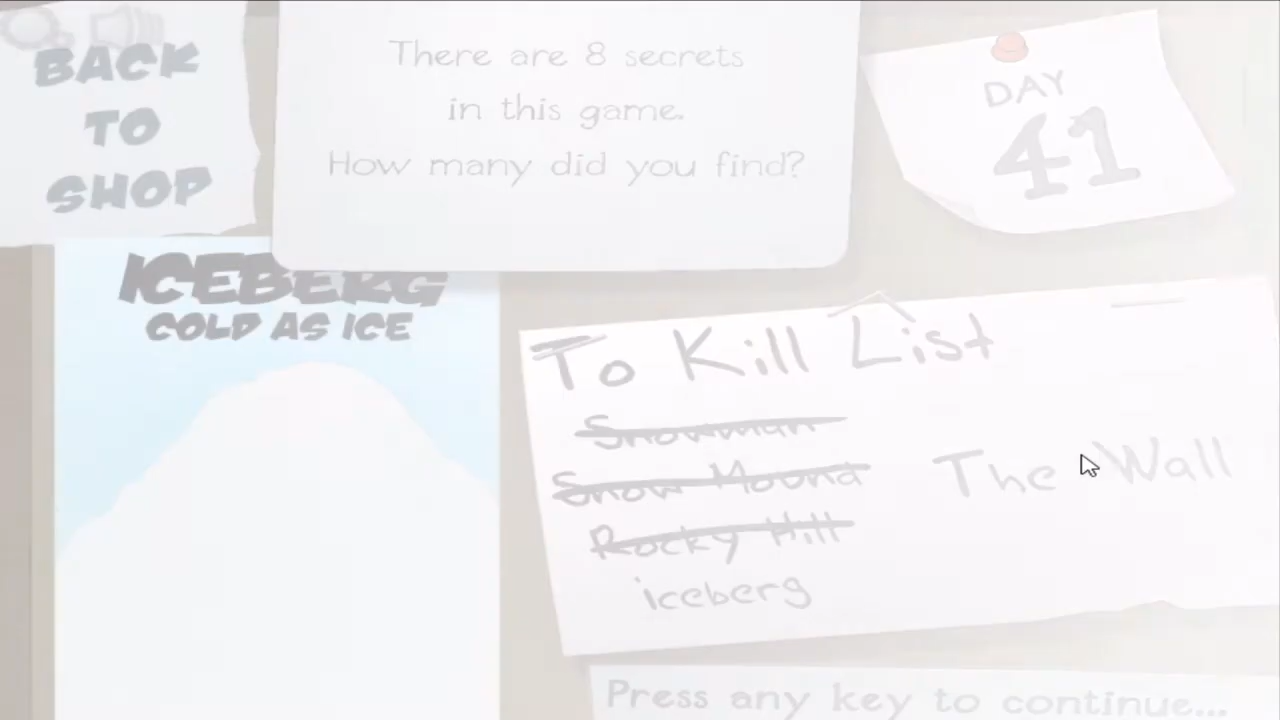 BACK
TO
SHOP
There are 8 secrets
in this game.
How many did you find?
DAY
41
ICEBERG
COLD AS ICE
To Kill List
Snowman
Snow Mound
Rocky Hill
iceberg
The Wall
Press any key to continue...